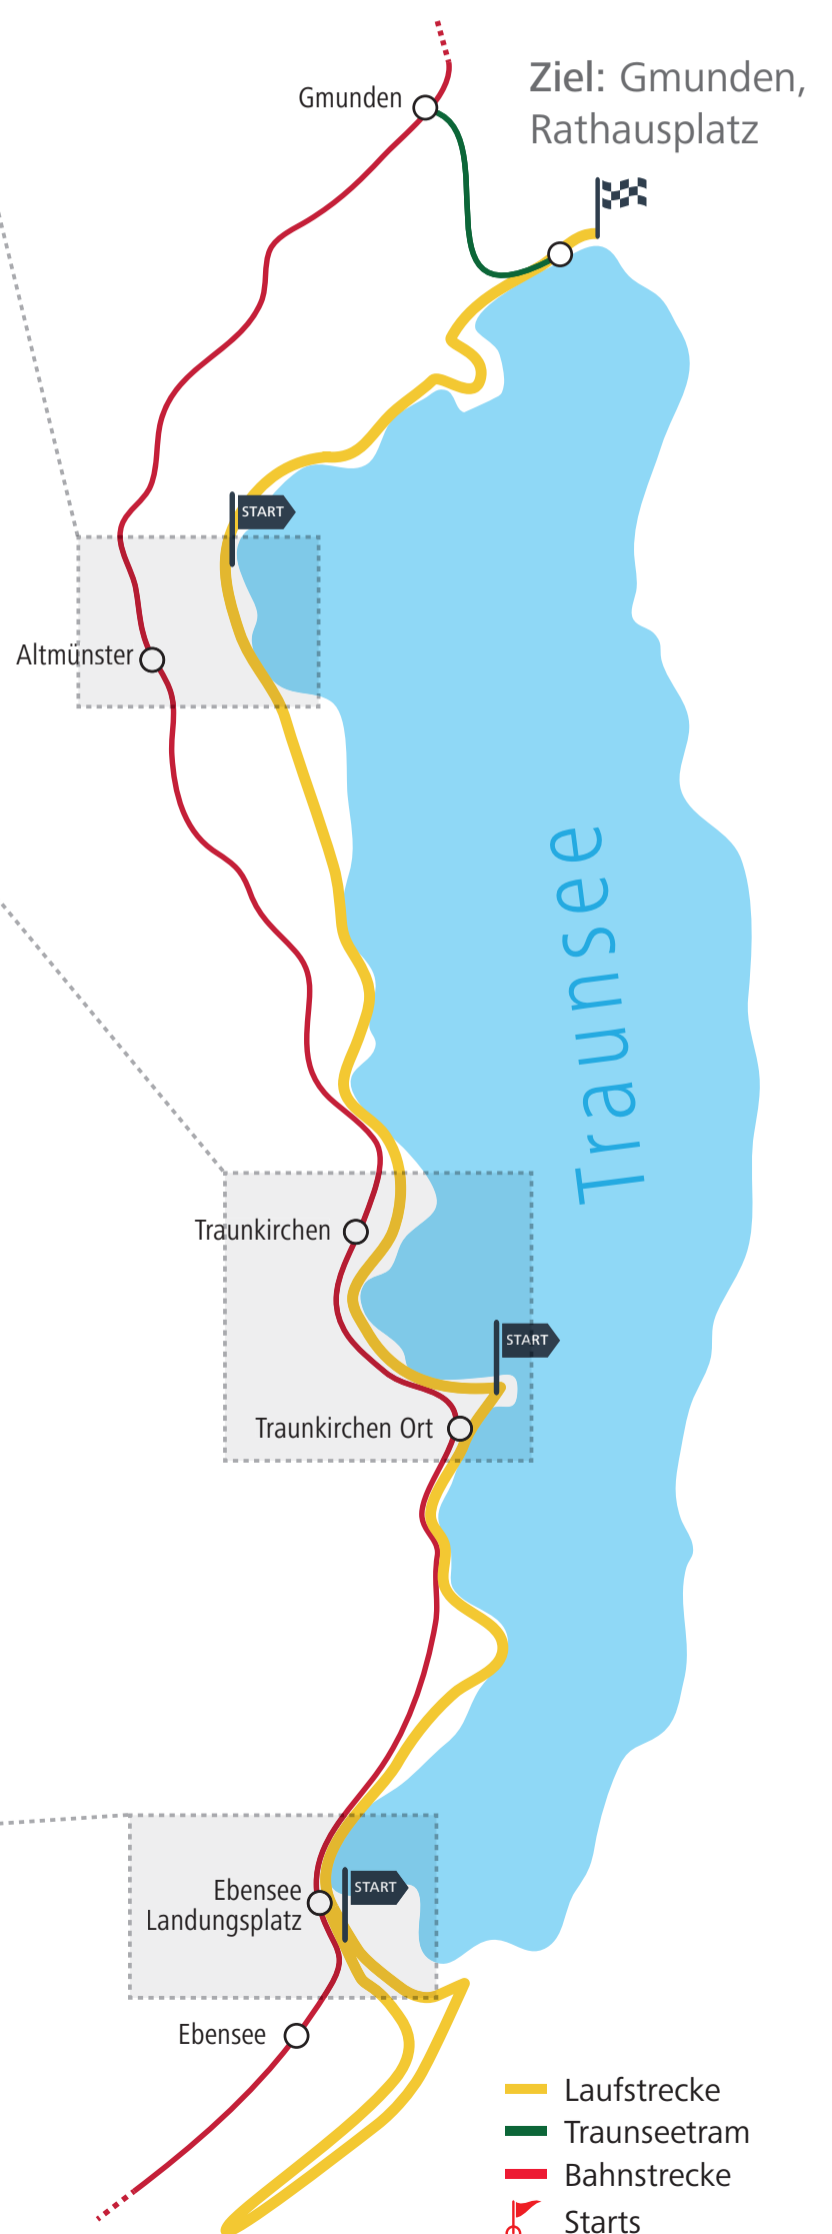 Ziel: Gmunden,
Rathausplatz
Gmunden
START
Altmünster
Traunsee
Traunkirchen
START
Traunkirchen Ort
START
Ebensee
Landungsplatz
Ebensee
Laufstrecke
Traunseetram
Bahnstrecke
Starts